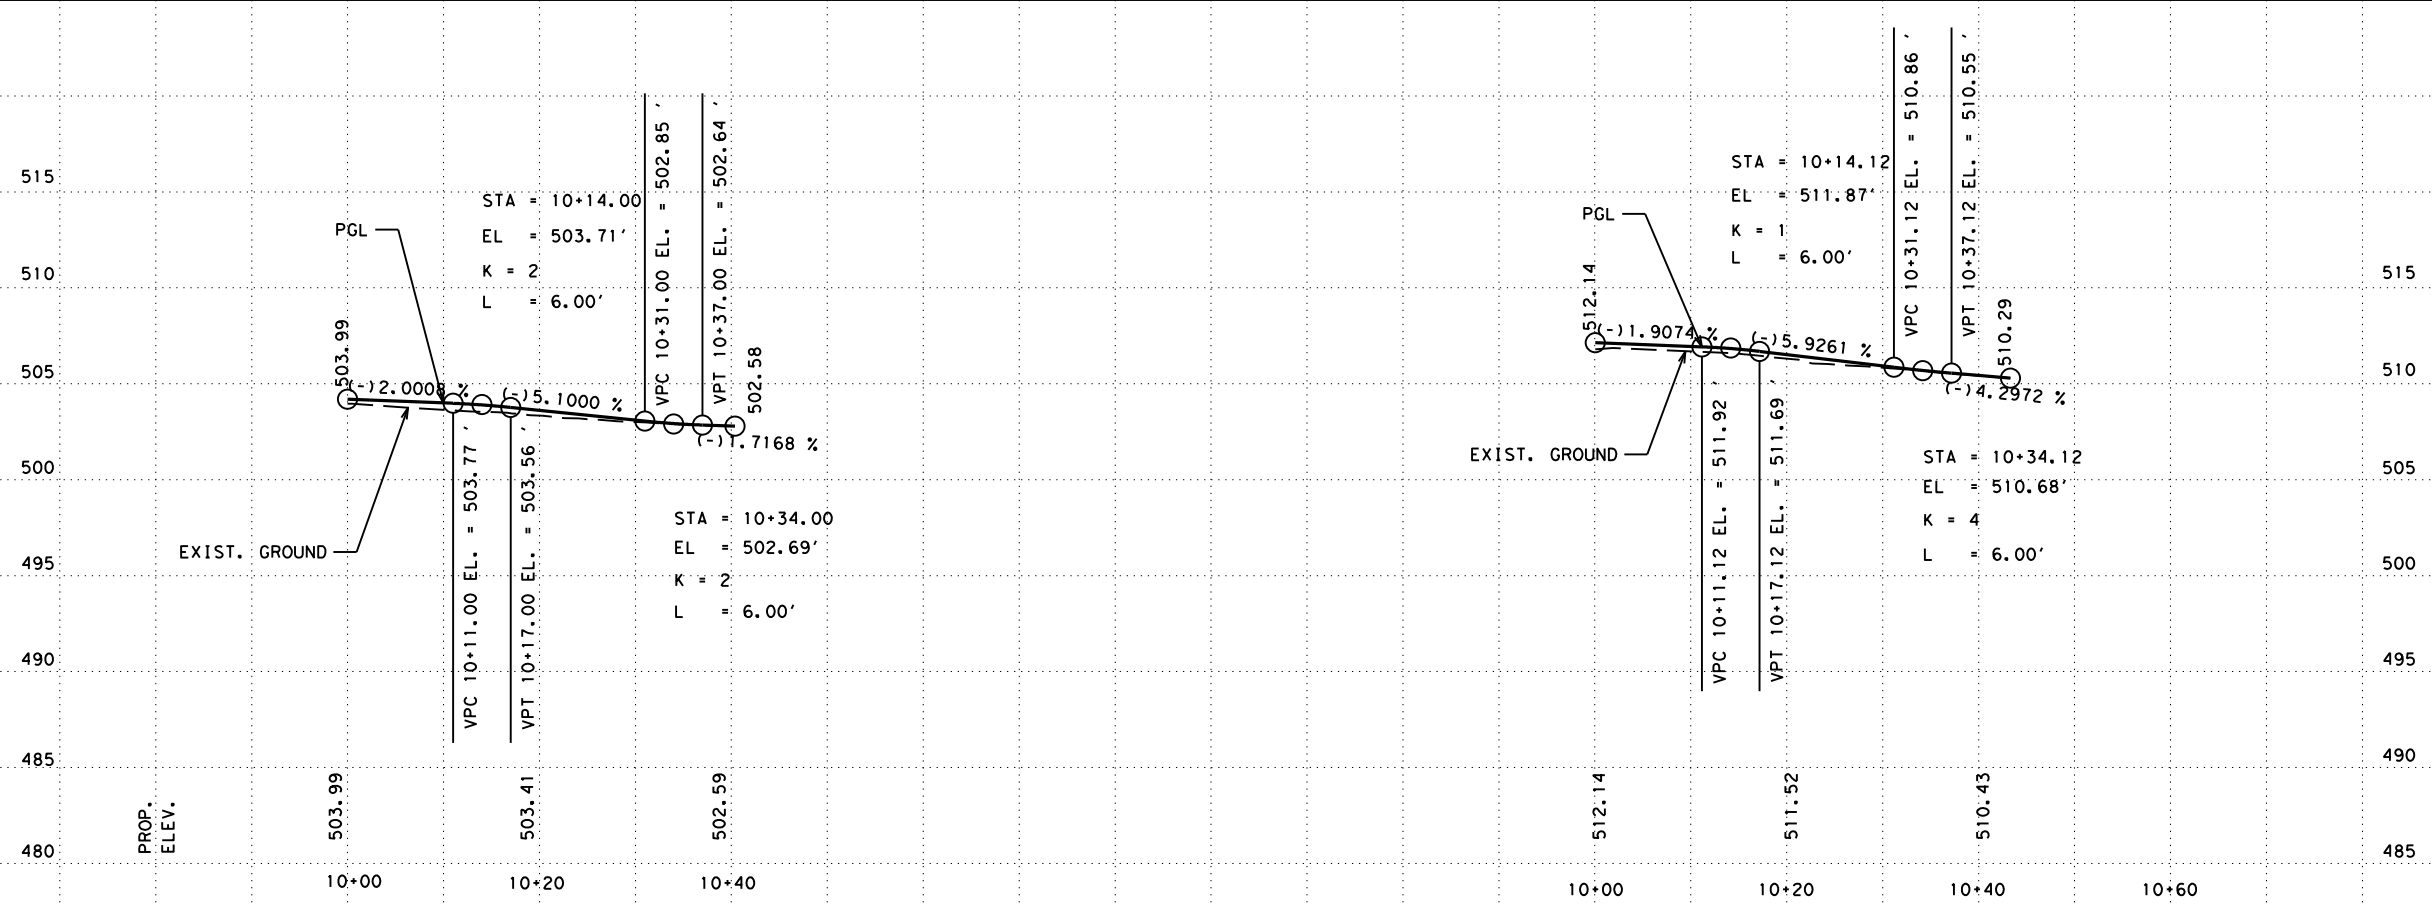 515
510
505
500
495
490
485
480
PROP.
ELEV.
PGL
EXIST. GROUND
503.99
(-)2.0008 %
(-)5.1000 %
(-)1.7168 %
502.58
STA = 10+14.00
EL = 503.71'
K = 2
L = 6.00'
VPC 10+31.00 EL. = 502.85 '
VPT 10+37.00 EL. = 502.64 '
VPC 10+11.00 EL. = 503.77 '
VPT 10+17.00 EL. = 503.56 '
STA = 10+34.00
EL = 502.69'
K = 2
L = 6.00'
503.99
503.41
502.59
10+00
10+20
10+40
PGL
EXIST. GROUND
512.14
(-)1.9074 %
(-)5.9261 %
(-)4.2972 %
510.29
STA = 10+14.12
EL = 511.87'
K = 1
L = 6.00'
VPC 10+31.12 EL. = 510.86 '
VPT 10+37.12 EL. = 510.55 '
VPC 10+11.12 EL. = 511.92 '
VPT 10+17.12 EL. = 511.69 '
STA = 10+34.12
EL = 510.68'
K = 4
L = 6.00'
512.14
511.52
510.43
10+00
10+20
10+40
10+60
515
510
505
500
495
490
485